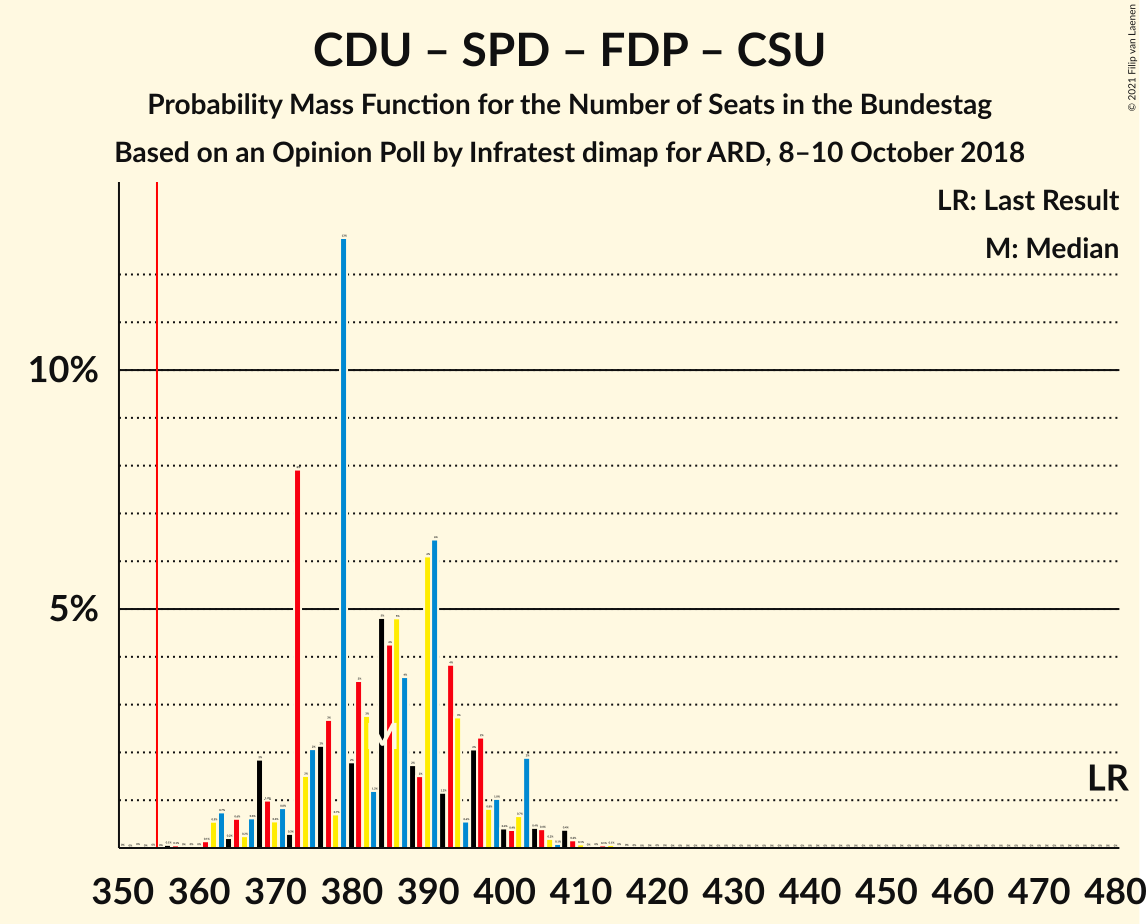 CDU – SPD – FDP – CSU
Probability Mass Function for the Number of Seats in the Bundestag
Based on an Opinion Poll by Infratest dimap for ARD, 8–10 October 2018
© 2021 Filip van Laenen
LR: Last Result
M: Median
10%
5%
M
LR
350 360 370 380 390 400 410 420 430 440 450 460 470 480